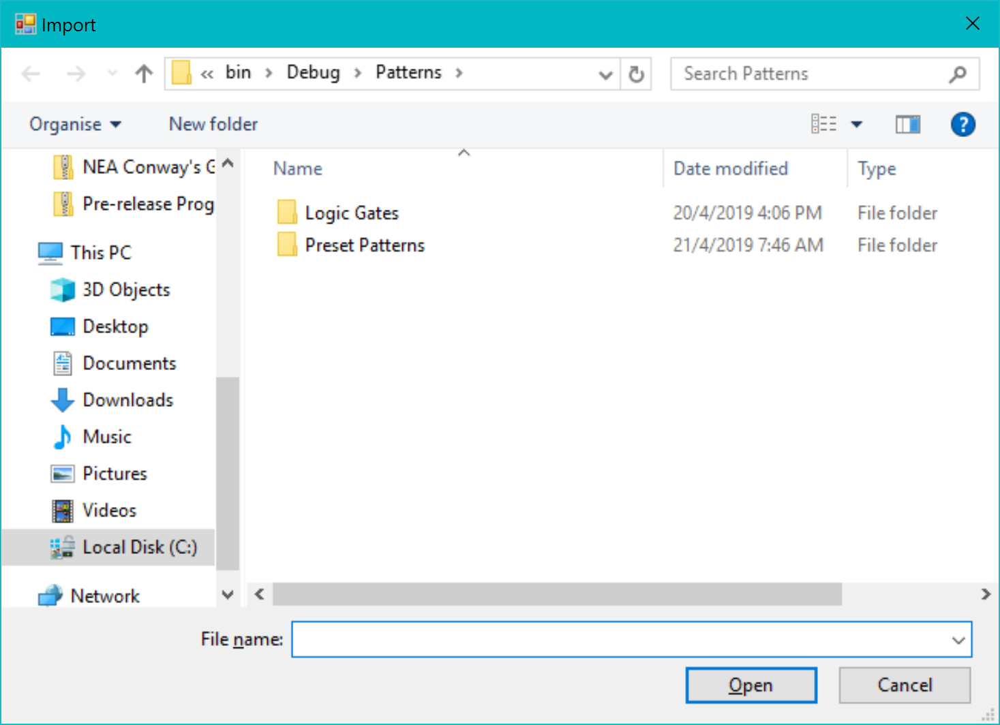 Import
« bin > Debug > Patterns >
Search Patterns
Organise
New folder
?
NEA Conway's G
Pre-release Prog
This PC
3D Objects
Desktop
Documents
Downloads
Music
Pictures
Videos
Local Disk (C:)
Network
Name Date modified Type
Logic Gates 20/4/2019 4:06 PM File folder
Preset Patterns 21/4/2019 7:46 AM File folder
File name:
Open
Cancel